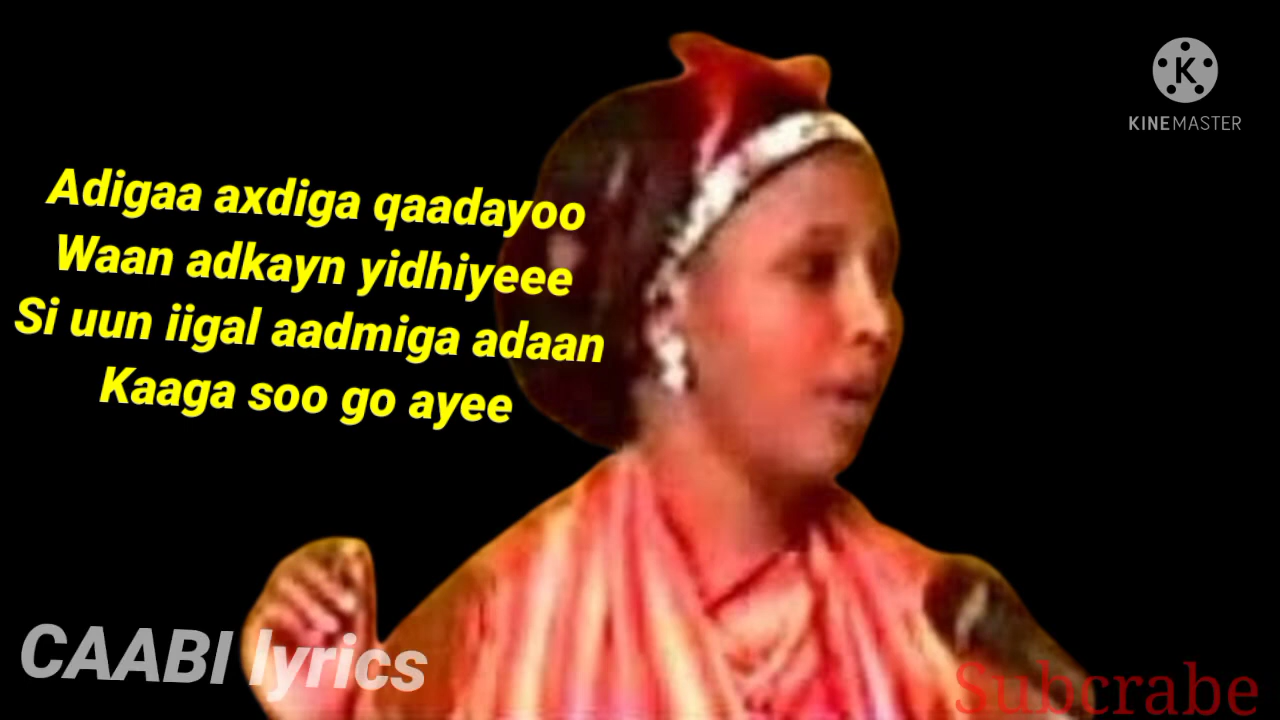 K
KINEMASTER
Adigaa axdiga qaadayoo
Waan adkayn yidhiyeee
Si uun iigal aadmiga adaan
Kaaga soo go ayee
CAABI lyrics
Subcrabe